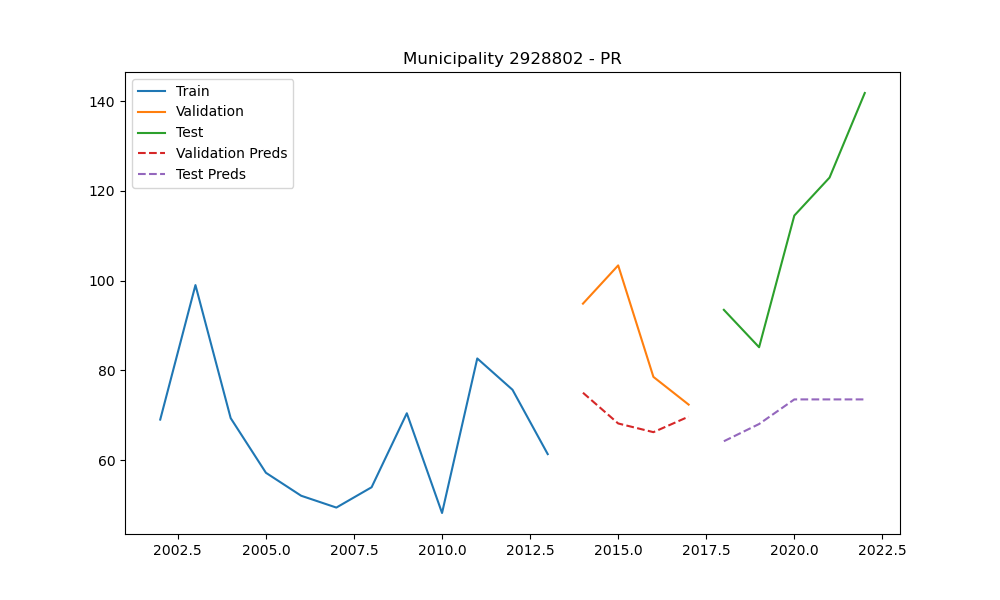 Municipality 2928802 - PR
Train
Validation
Test
Validation Preds
Test Preds
140
120
100
80
60
2002.5 2005.0 2007.5 2010.0 2012.5 2015.0 2017.5 2020.0 2022.5